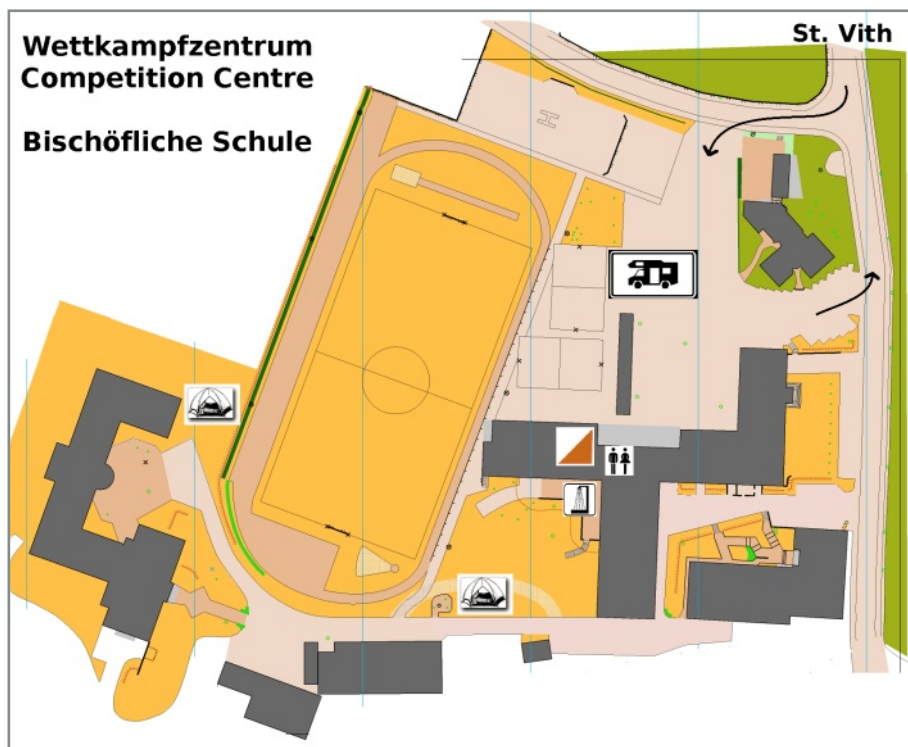 Wettkampfzentrum
Competition Centre
Bischöfliche Schule
St. Vith